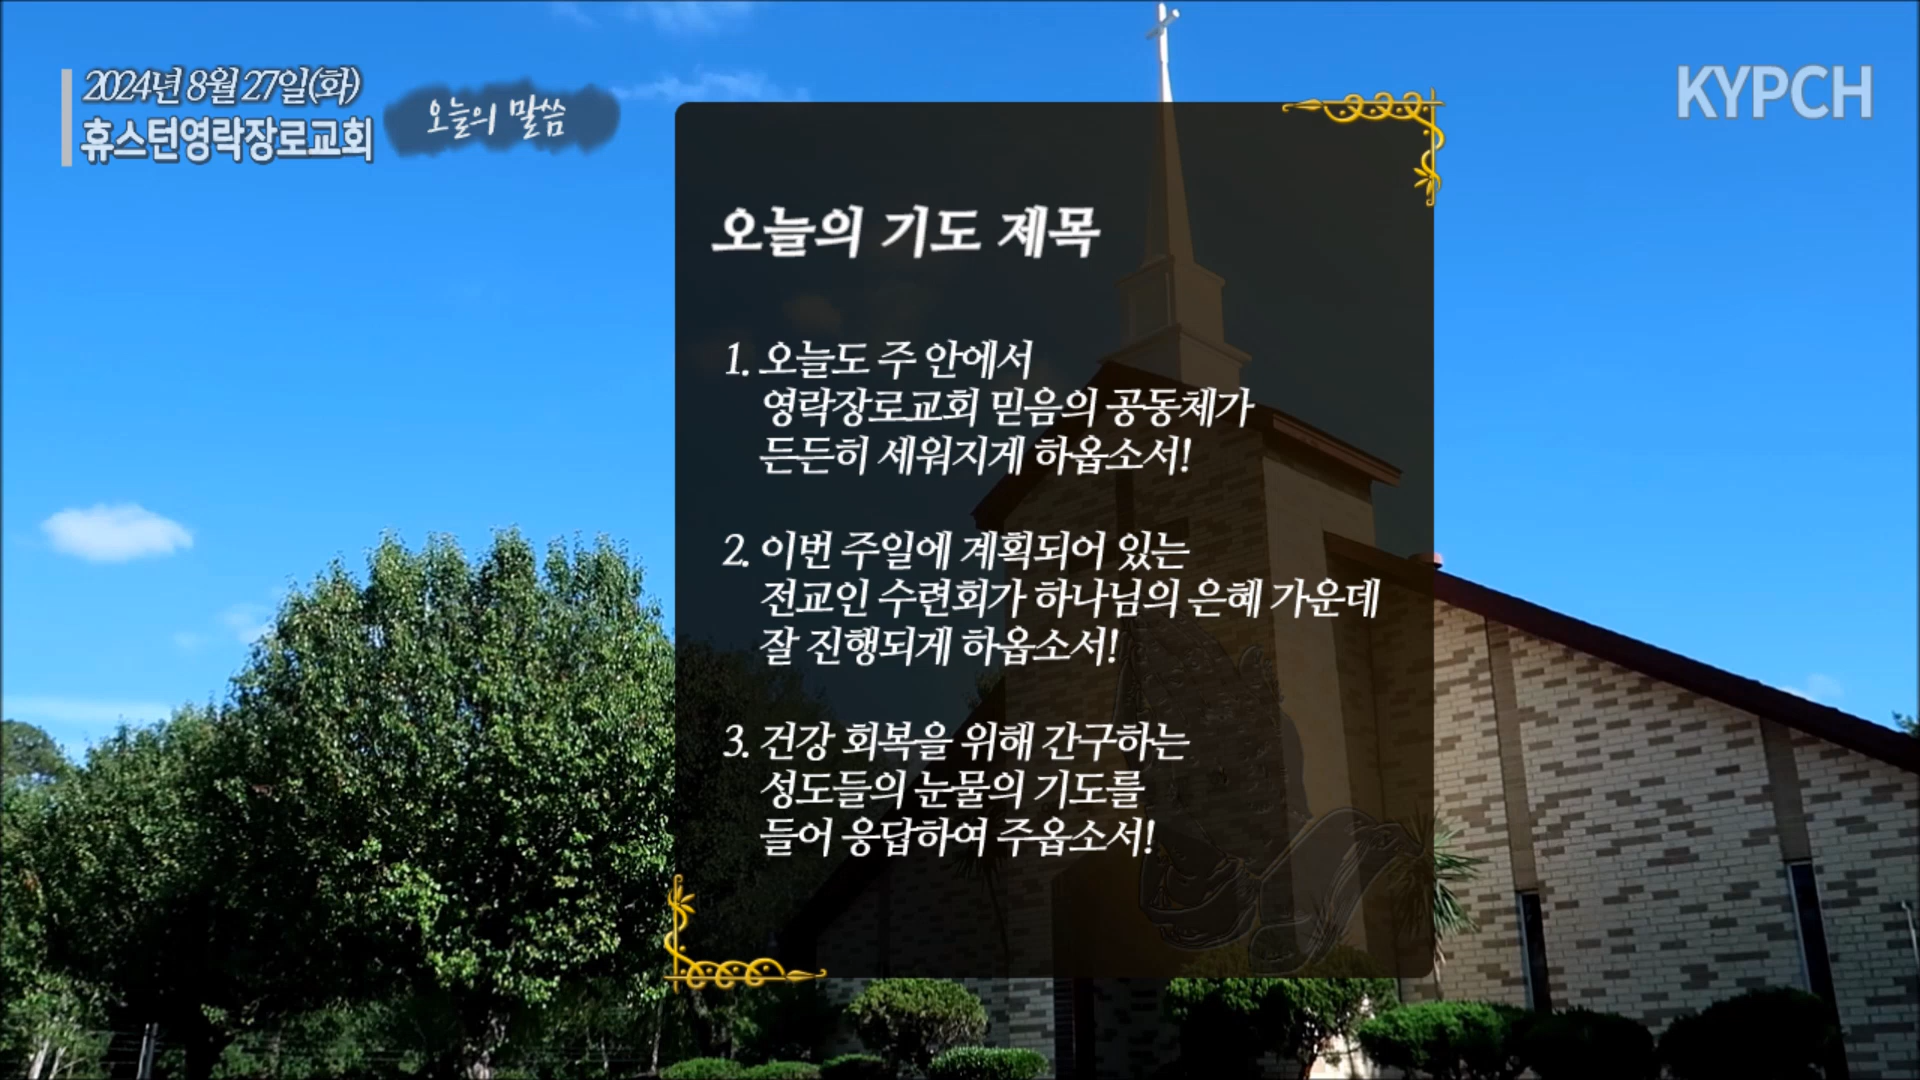 2024년 8월 27일(화)
휴스턴영락장로교회
오늘의 말씀
KYPCH
오늘의 기도 제목
1. 오늘도 주 안에서
영락장로교회 믿음의 공동체가
든든히 세워지게 하옵소서!
2. 이번 주일에 계획되어 있는
전교인 수련회가 하나님의 은혜 가운데
잘 진행되게 하옵소서!
3. 건강 회복을 위해 간구하는
성도들의 눈물의 기도를
들어 응답하여 주옵소서!